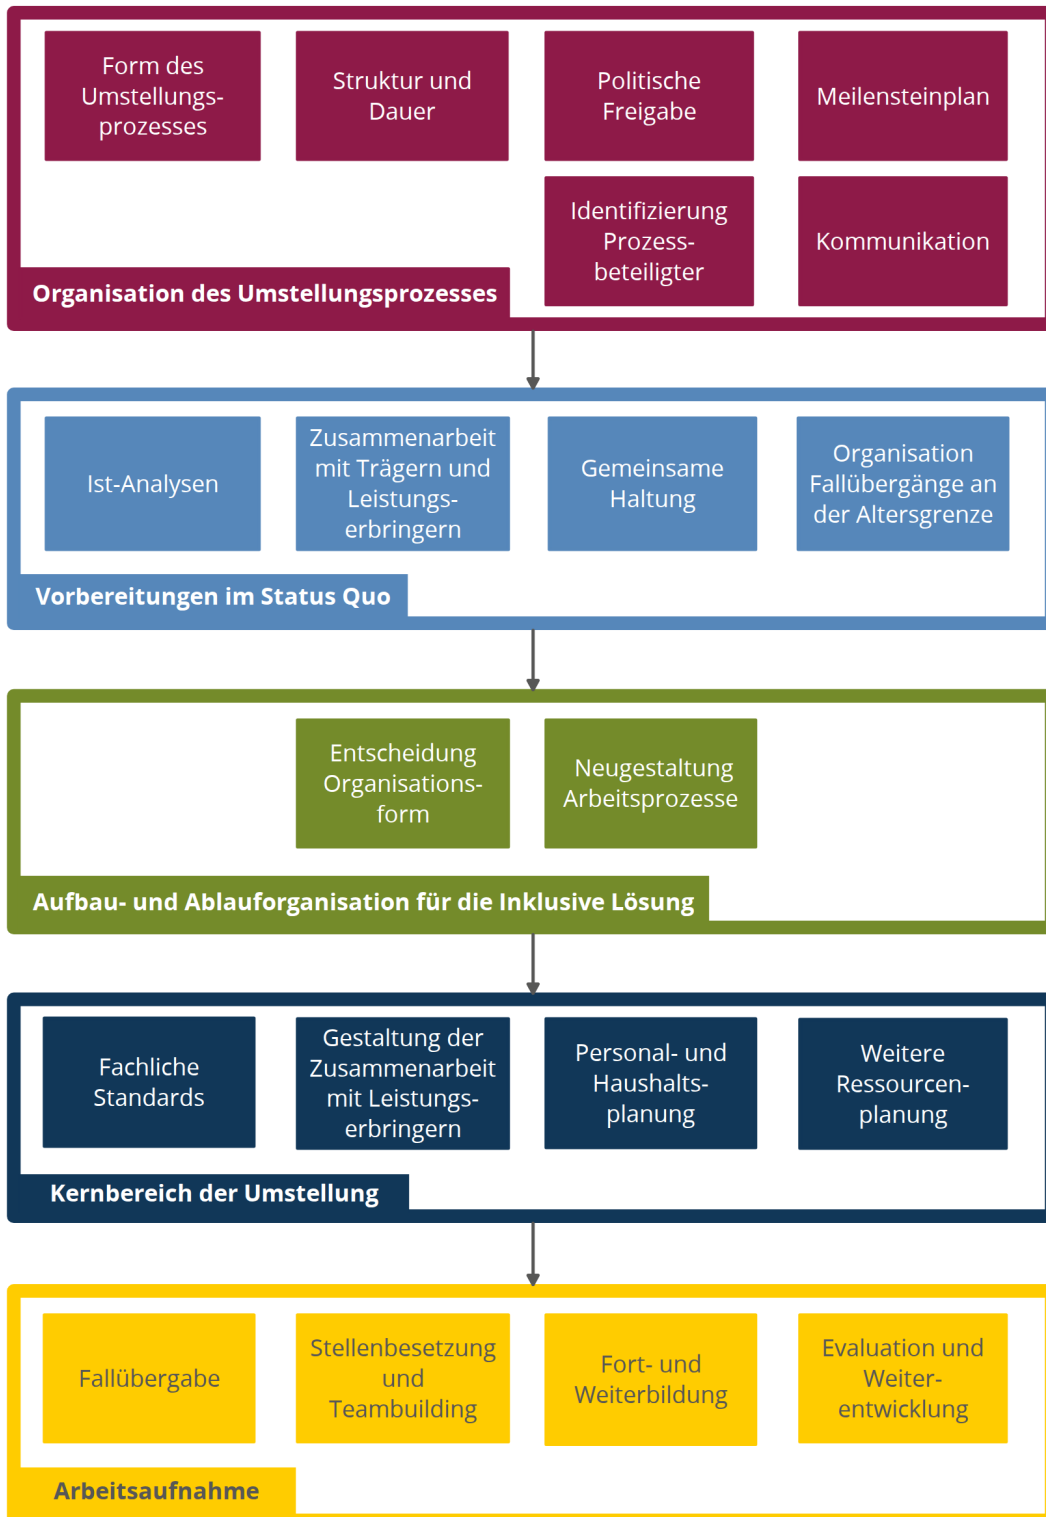 Form des
Umstellungs-
prozesses
Struktur und
Dauer
Politische
Freigabe
Meilensteinplan
Identifizierung
Prozess-
beteiligter
Kommunikation
Organisation des Umstellungsprozesses
Ist-Analysen
Zusammenarbeit
mit Trägern und
Leistungs-
erbringern
Gemeinsame
Haltung
Organisation
Fallübergänge an
der Altersgrenze
Vorbereitungen im Status Quo
Entscheidung
Organisations-
form
Neugestaltung
Arbeitsprozesse
Aufbau- und Ablauforganisation für die Inklusive Lösung
Fachliche
Standards
Gestaltung der
Zusammenarbeit
mit Leistungs-
erbringern
Personal- und
Haushalts-
planung
Weitere
Ressourcen-
planung
Kernbereich der Umstellung
Fallübergabe
Stellenbesetzung
und
Teambuilding
Fort- und
Weiterbildung
Evaluation und
Weiter-
entwicklung
Arbeitsaufnahme